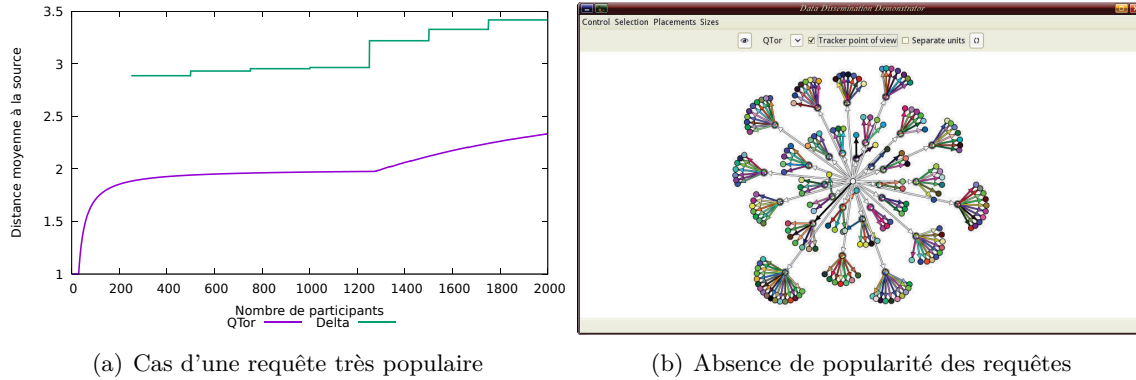 3.5
3
2.5
2
1.5
1
Distance moyenne à la source
0 200 400 600 800 1000 1200 1400 1600 1800 2000
Nombre de participants
QTor Delta
(a) Cas d'une requête très populaire
Data Dissemination Demonstrator
Control Selection Placements Sizes
QTor Tracker point of view Separate units
(b) Absence de popularité des requêtes